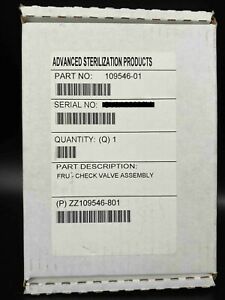 ADVANCED STERILIZATION PRODUCTS
PART NO: 109546-01
SERIAL NO:
QUANTITY: (Q) 1
PART DESCRIPTION:
FRU - CHECK VALVE ASSEMBLY
(P) ZZ109546-801